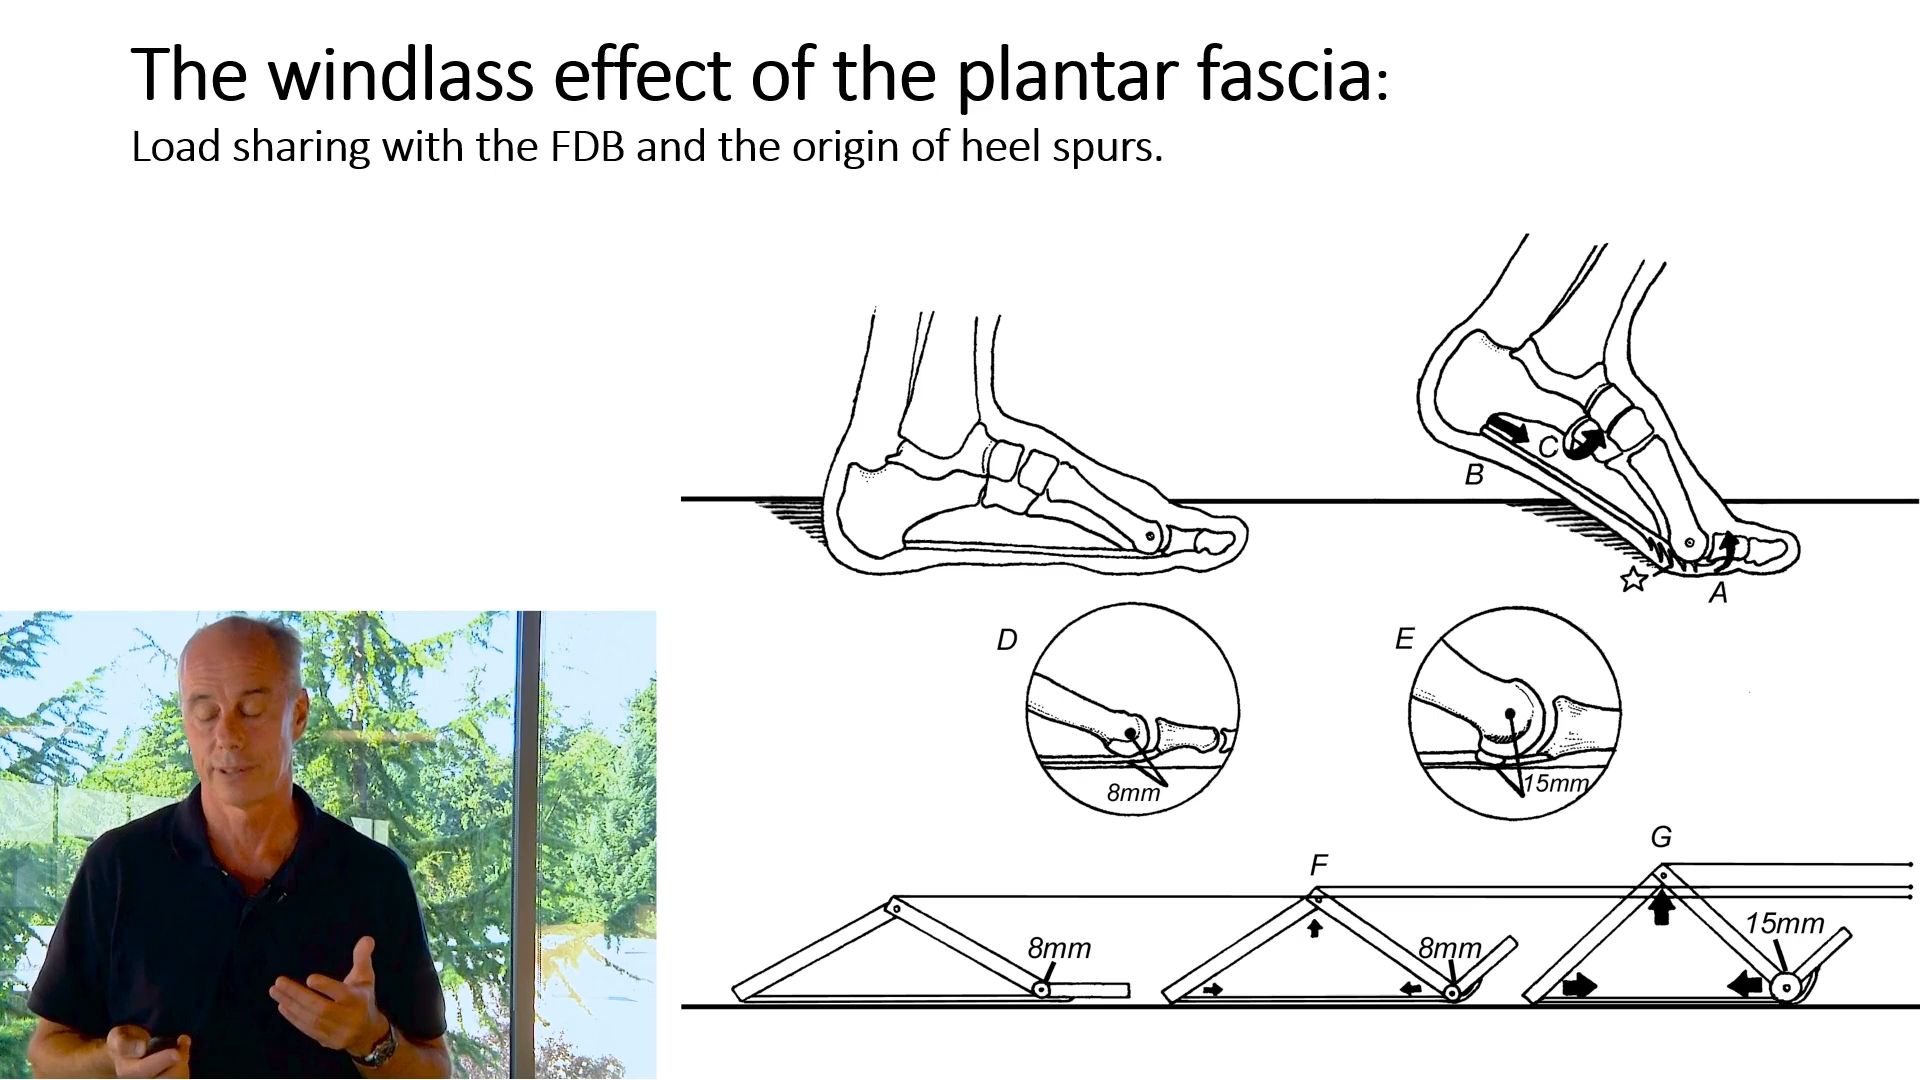 The windlass effect of the plantar fascia:
Load sharing with the FDB and the origin of heel spurs.
C
B
A
D
E
8mm
15mm
G
F
15mm
8mm
8mm